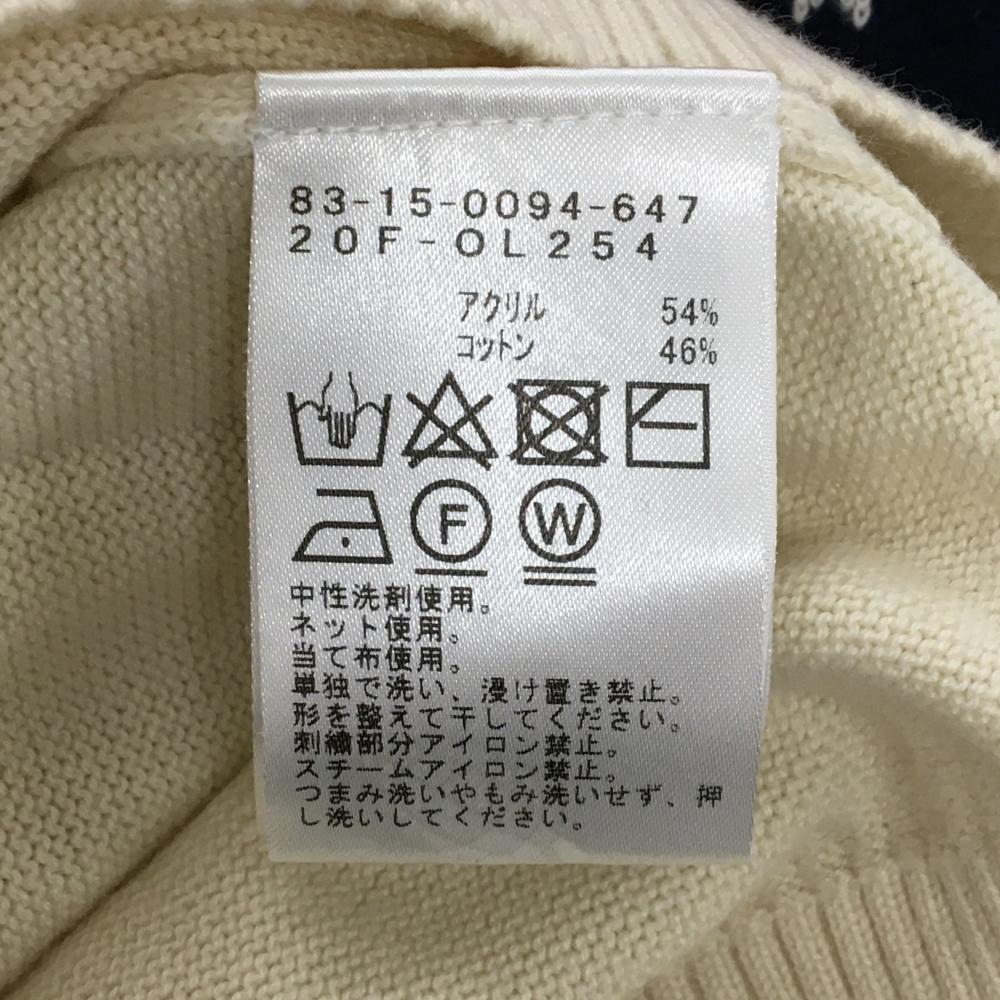 83-15-0094-647
20F-OL254
アクリル 54%
コットン 46%
F W
中性洗剤使用。
ネット使用。
当て布使用。
単独で洗い、浸け置き禁止。
形を整えて干してください。
刺繍部分アイロン禁止。
スチームアイロン禁止。
つまみ洗いやもみ洗いせず、押
し洗いしてください。